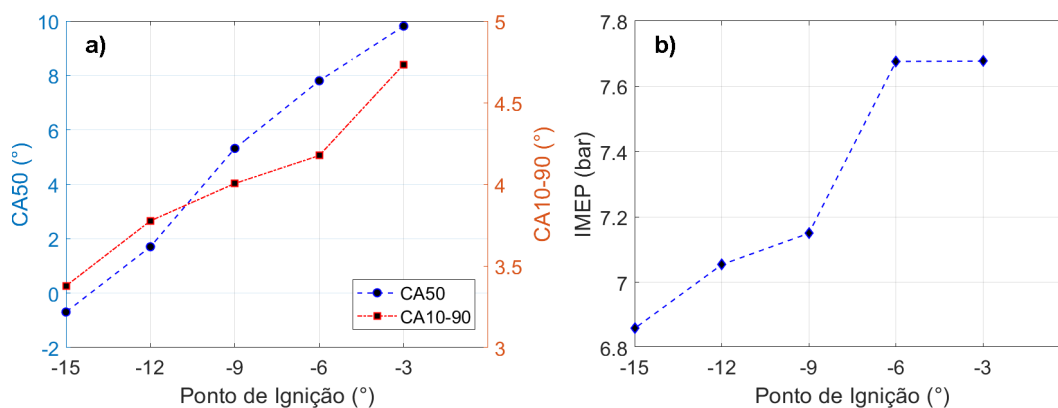 a)
10
8
6
4
2
0
-2
CA50 (°)
5
4.5
4
3.5
3
CA10-90 (°)
CA50
CA10-90
-15 -12 -9 -6 -3
Ponto de Ignição (°)
b)
7.8
7.6
7.4
7.2
7
6.8
IMEP (bar)
-15 -12 -9 -6 -3
Ponto de Ignição (°)